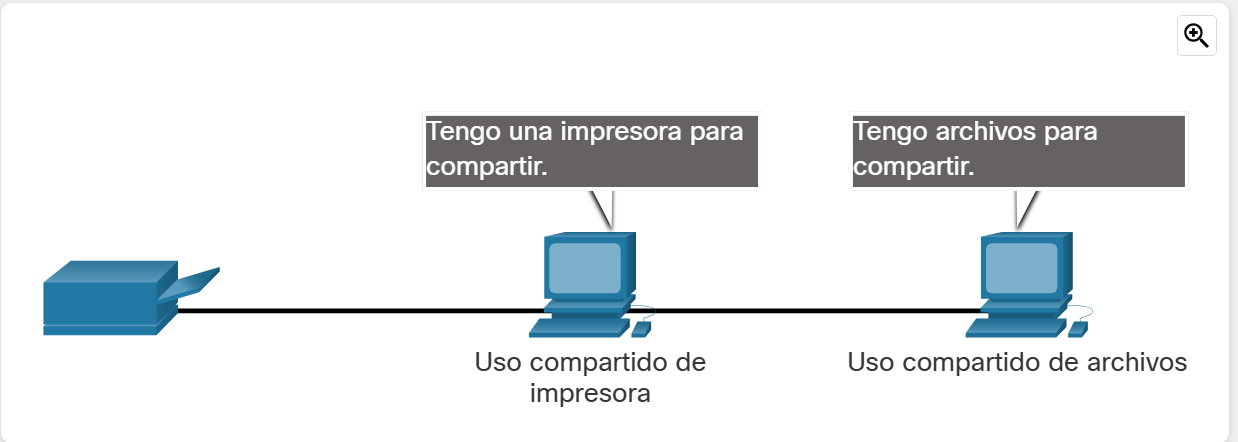 Tengo una impresora para
compartir.
Tengo archivos para
compartir.
Uso compartido de
impresora
Uso compartido de archivos